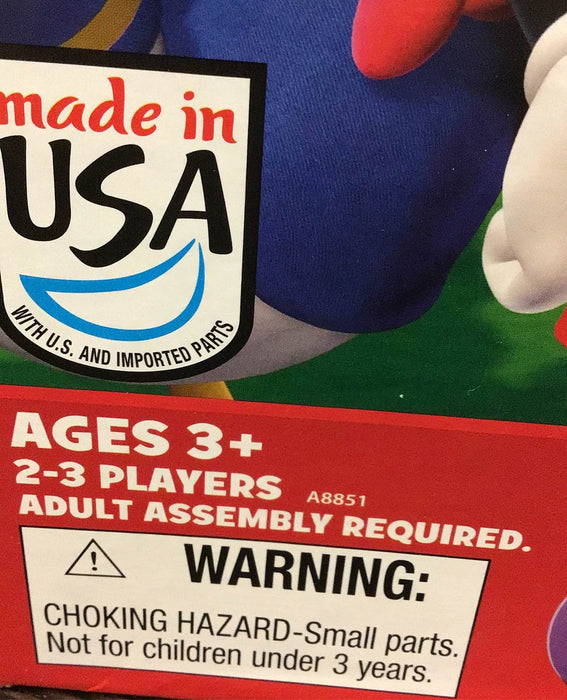 made in
USA
WITH U.S. AND IMPORTED PARTS
AGES 3+
2-3 PLAYERS A8851
ADULT ASSEMBLY REQUIRED.
WARNING:
CHOKING HAZARD-Small parts.
Not for children under 3 years.